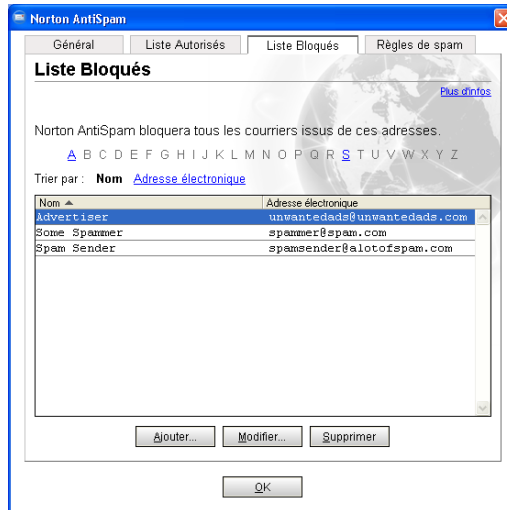 Norton AntiSpam
Général Liste Autorisés Liste Bloqués Règles de spam
Liste Bloqués
Plus d'infos
Norton AntiSpam bloquera tous les courriers issus de ces adresses.
A B C D E F G H I J K L M N O P Q R S T U V W X Y Z
Trier par : Nom Adresse électronique
Nom Adresse électronique
Advertiser unwantedads@unwantedads.com
Some Spammer spammer@spam.com
Spam Sender spamsender@alotofspam.com
Ajouter... Modifier... Supprimer
OK